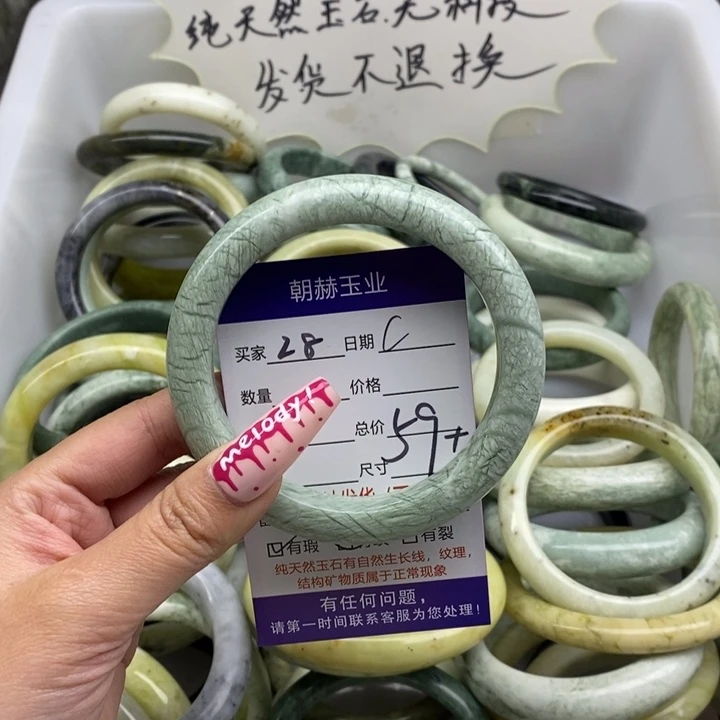 纯天然玉石.无
发货不退换
朝赫玉业
买家 28 日期
数量 价格
总价 59+
尺寸
melody
有瑕 有裂
纯天然玉石有自然生长线，纹理，
结构矿物质属于正常现象
有任何问题，
请第一时间联系客服为您处理！